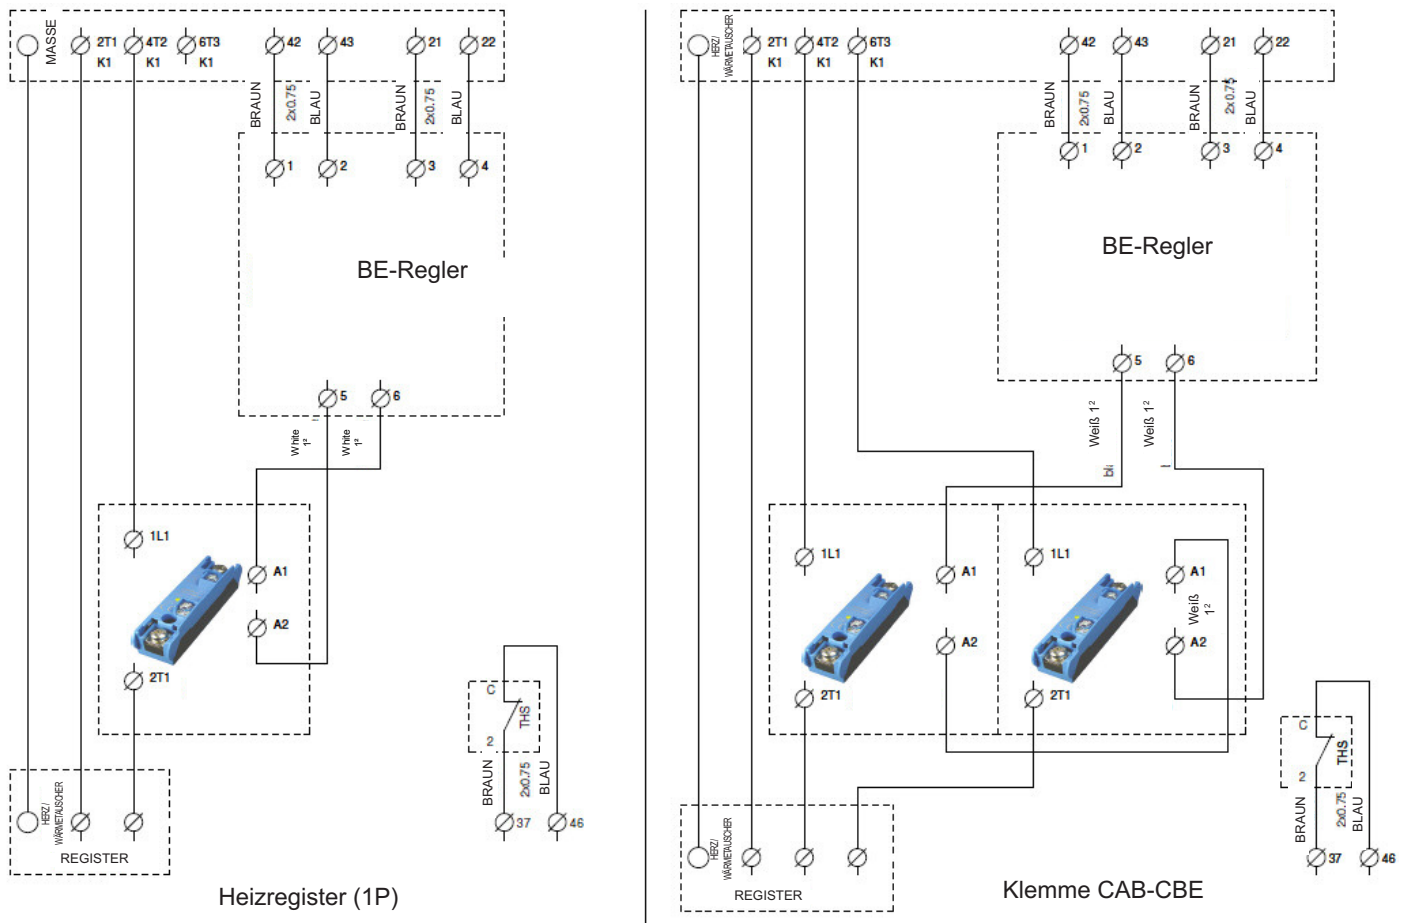 MASSE
2T1
K1
4T2
K1
6T3
K1
42
43
21
22
BRAUN
2x0.75
BLAU
BRAUN
2x0.75
BLAU
1
2
3
4
BE-Regler
5
6
White
1²
White
1²
1L1
A1
A2
2T1
C
THS
2
BRAUN
2x0.75
BLAU
37
46
HERZ/
WÄRMETAUSCHER
REGISTER
Heizregister (1P)
HERZ/
WÄRMETAUSCHER
2T1
K1
4T2
K1
6T3
K1
42
43
21
22
BRAUN
2x0.75
BLAU
BRAUN
2x0.75
BLAU
1
2
3
4
BE-Regler
5
6
Weiß 1²
Weiß 1²
1L1
A1
A2
2T1
1L1
A1
Weiß
1²
A2
2T1
C
THS
2
BRAUN
2x0.75
BLAU
37
46
HERZ/
WÄRMETAUSCHER
REGISTER
Klemme CAB-CBE